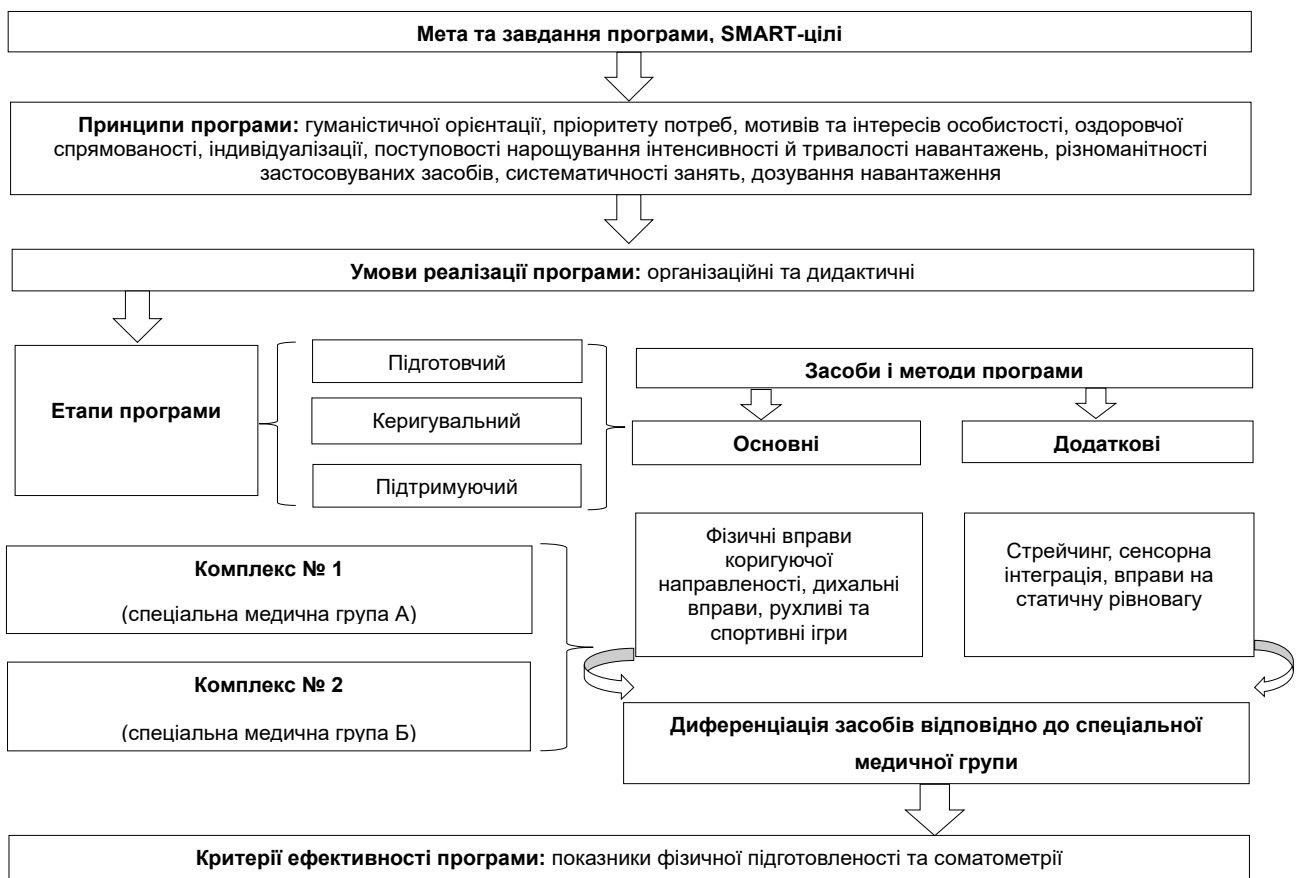 Мета та завдання програми, SMART-цілі
Принципи програми: гуманістичної орієнтації, пріоритету потреб, мотивів та інтересів особистості, оздоровчої
спрямованості, індивідуалізації, поступовості нарощування інтенсивності й тривалості навантажень, різноманітності
застосовуваних засобів, систематичності занять, дозування навантаження
Умови реалізації програми: організаційні та дидактичні
Етапи програми
Підготовчий
Керигувальний
Підтримуючий
Засоби і методи програми
Основні
Додаткові
Фізичні вправи
коригуючої
направленості, дихальні
вправи, рухливі та
спортивні ігри
Стрейчинг, сенсорна
інтеграція, вправи на
статичну рівновагу
Комплекс № 1
(спеціальна медична група А)
Комплекс № 2
(спеціальна медична група Б)
Диференціація засобів відповідно до спеціальної
медичної групи
Критерії ефективності програми: показники фізичної підготовленості та соматометрії